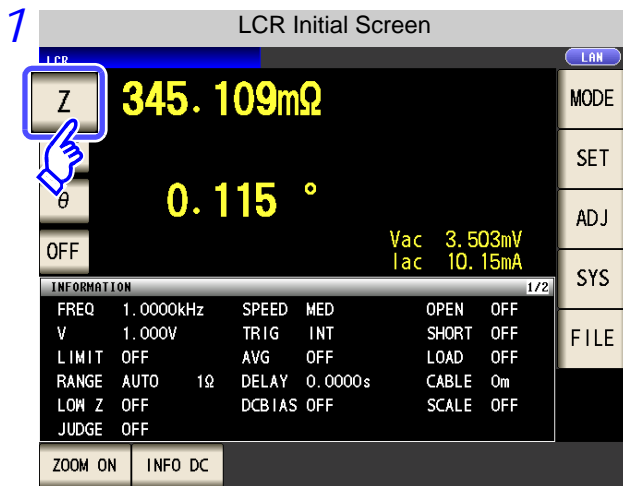 1
LCR Initial Screen
LCR
LAN
Z 345.109mΩ
MODE
SET
θ 0.115 °
ADJ
OFF
Vac 3.503mV
Iac 10.15mA
SYS
INFORMATION 1/2
FREQ 1.0000kHz SPEED MED OPEN OFF
V 1.000V TRIG INT SHORT OFF
FILE
LIMIT OFF AVG OFF LOAD OFF
RANGE AUTO 1Ω DELAY 0.0000s CABLE 0m
LOW Z OFF DCBIAS OFF SCALE OFF
JUDGE OFF
ZOOM ON INFO DC